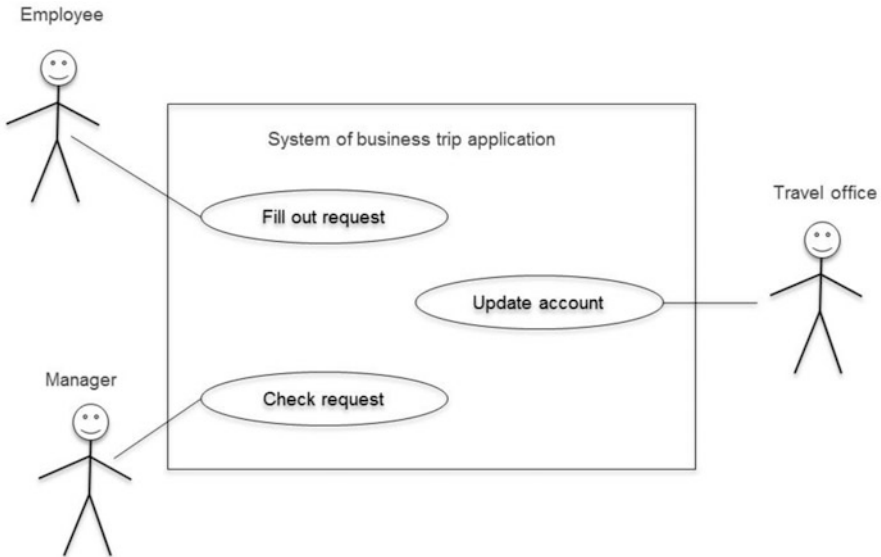 Employee
System of business trip application
Travel office
Fill out request
Update account
Manager
Check request